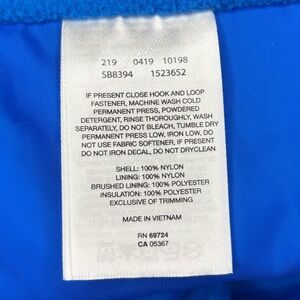 219 0419 10198
SB8394 1523652
IF PRESENT CLOSE HOOK AND LOOP
FASTENER, MACHINE WASH COLD
PERMANENT PRESS, POWDERED
DETERGENT, RINSE THOROUGHLY, WASH
SEPARATELY, DO NOT BLEACH, TUMBLE DRY
PERMANENT PRESS LOW, IRON LOW, DO
NOT USE FABRIC SOFTENER, IF PRESENT
DO NOT IRON DECAL, DO NOT DRYCLEAN
SHELL: 100% NYLON
LINING: 100% NYLON
BRUSHED LINING: 100% POLYESTER
INSULATION: 100% POLYESTER
EXCLUSIVE OF TRIMMING
MADE IN VIETNAM
RN 69724
CA 05367